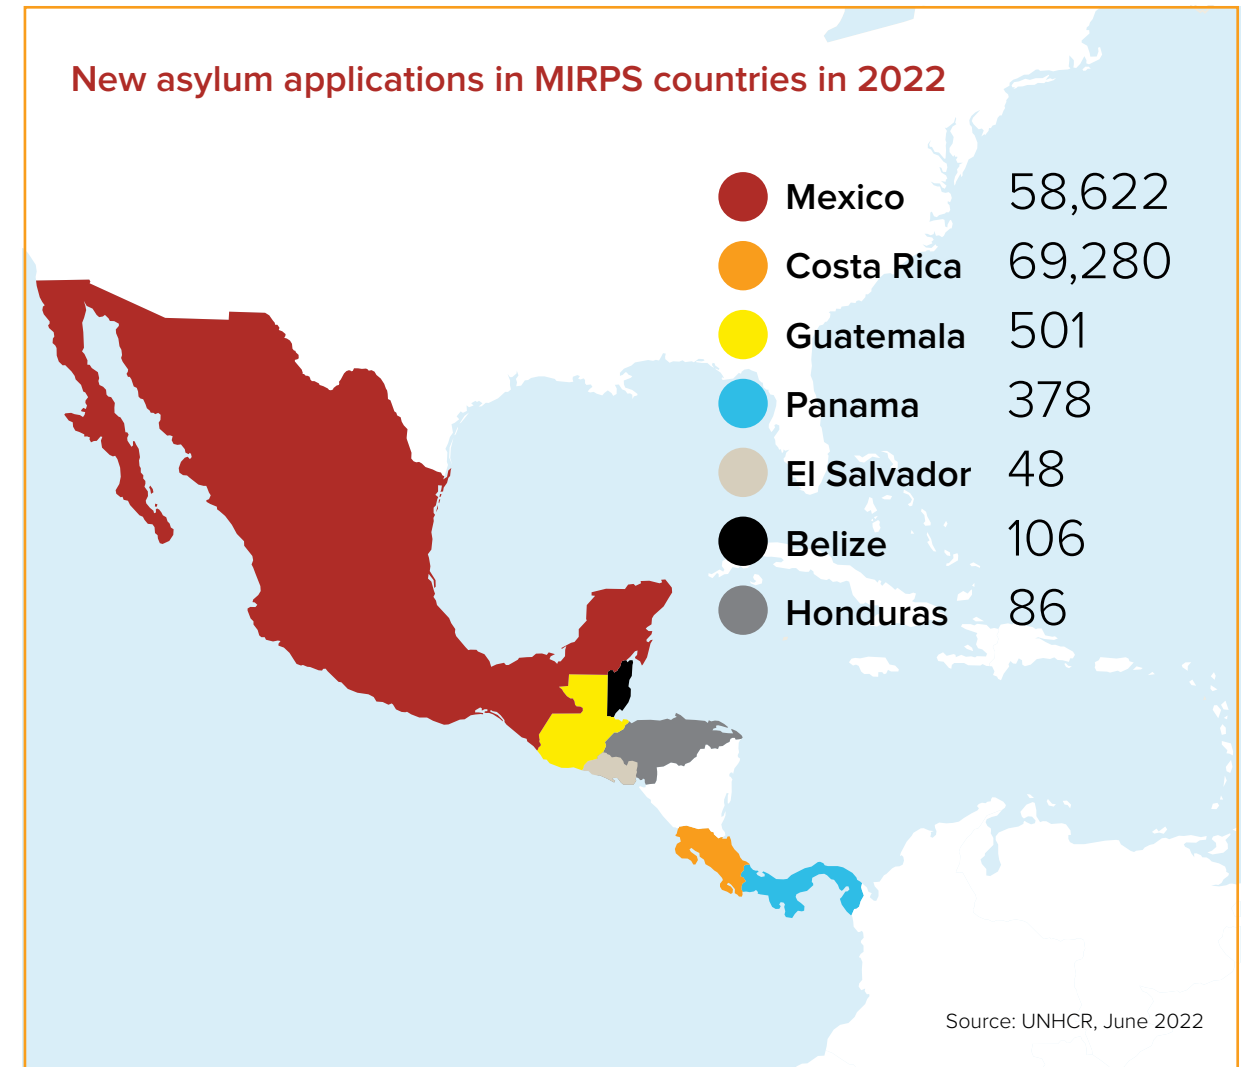 New asylum applications in MIRPS countries in 2022
Mexico 58,622
Costa Rica 69,280
Guatemala 501
Panama 378
El Salvador 48
Belize 106
Honduras 86
Source: UNHCR, June 2022